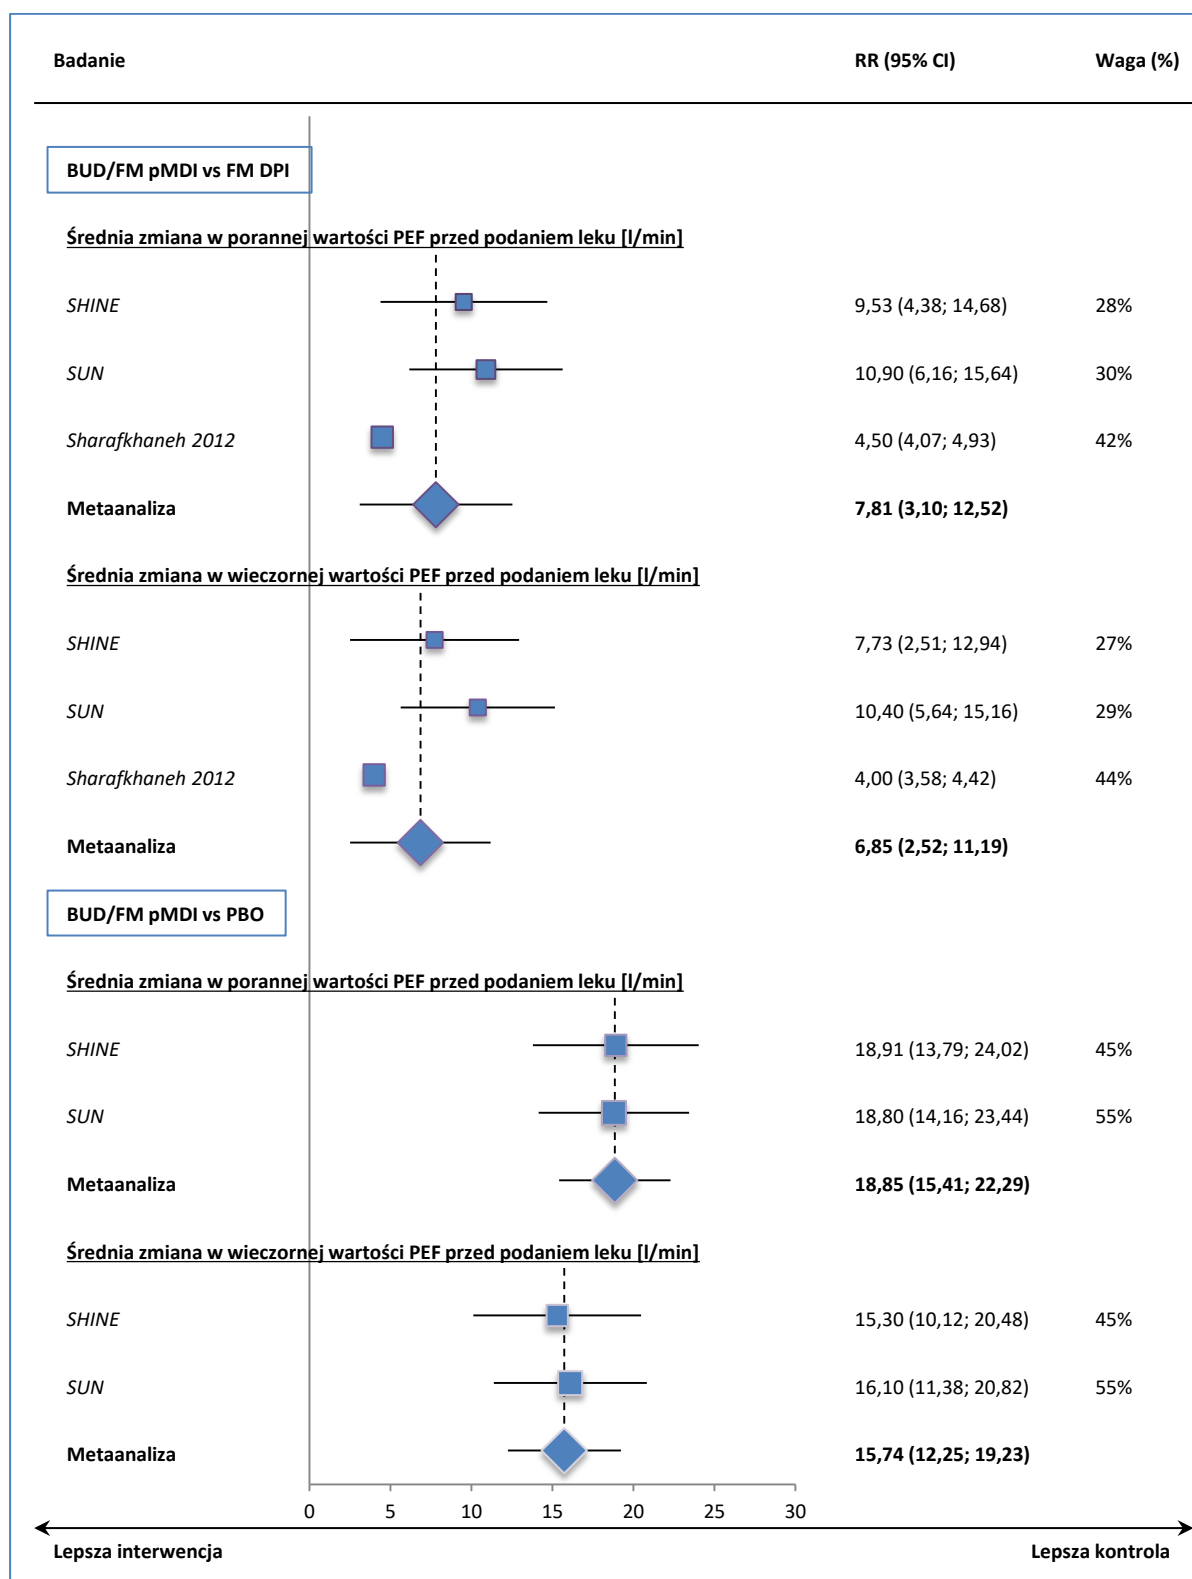 Badanie RR (95% CI) Waga (%)
BUD/FM pMDI vs FM DPI
Średnia zmiana w porannej wartości PEF przed podaniem leku [l/min]
SHINE 9,53 (4,38; 14,68) 28%
SUN 10,90 (6,16; 15,64) 30%
Sharafkhaneh 2012 4,50 (4,07; 4,93) 42%
Metaanaliza 7,81 (3,10; 12,52)
Średnia zmiana w wieczornej wartości PEF przed podaniem leku [l/min]
SHINE 7,73 (2,51; 12,94) 27%
SUN 10,40 (5,64; 15,16) 29%
Sharafkhaneh 2012 4,00 (3,58; 4,42) 44%
Metaanaliza 6,85 (2,52; 11,19)
BUD/FM pMDI vs PBO
Średnia zmiana w porannej wartości PEF przed podaniem leku [l/min]
SHINE 18,91 (13,79; 24,02) 45%
SUN 18,80 (14,16; 23,44) 55%
Metaanaliza 18,85 (15,41; 22,29)
Średnia zmiana w wieczornej wartości PEF przed podaniem leku [l/min]
SHINE 15,30 (10,12; 20,48) 45%
SUN 16,10 (11,38; 20,82) 55%
Metaanaliza 15,74 (12,25; 19,23)
0 5 10 15 20 25 30
Lepsza interwencja Lepsza kontrola